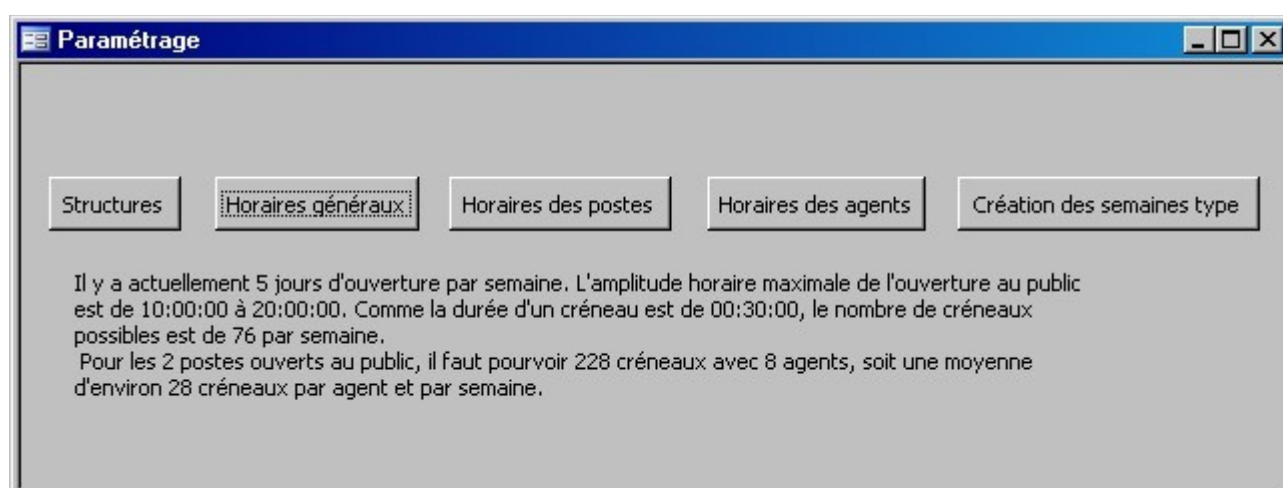 Paramétrage
Structures
Horaires généraux
Horaires des postes
Horaires des agents
Création des semaines type
Il y a actuellement 5 jours d'ouverture par semaine. L'amplitude horaire maximale de l'ouverture au public
est de 10:00:00 à 20:00:00. Comme la durée d'un créneau est de 00:30:00, le nombre de créneaux
possibles est de 76 par semaine.
Pour les 2 postes ouverts au public, il faut pourvoir 228 créneaux avec 8 agents, soit une moyenne
d'environ 28 créneaux par agent et par semaine.